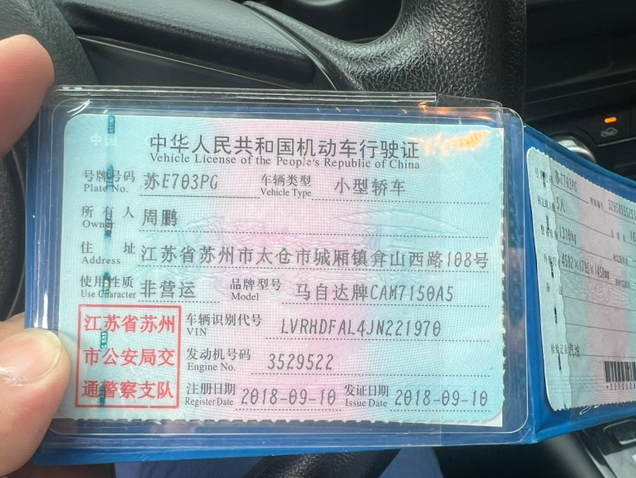 中华人民共和国机动车行驶证
Vehicle License of the People's Republic of China
号牌号码 苏E703PG 车辆类型 小型轿车
Plate No. Vehicle Type
所有人 周鹏
Owner
住址 江苏省苏州市太仓市城厢镇弇山西路108号
Address
使用性质 非营运 品牌型号 马自达牌CAM7150A5
Use Character Model
江苏省苏州
市公安局交
通警察支队
车辆识别代号 LVRHDFAL4JN221970
VIN
发动机号码 3529522
Engine No.
注册日期 2018-09-10 发证日期 2018-09-10
Register Date Issue Date
苏E703PG